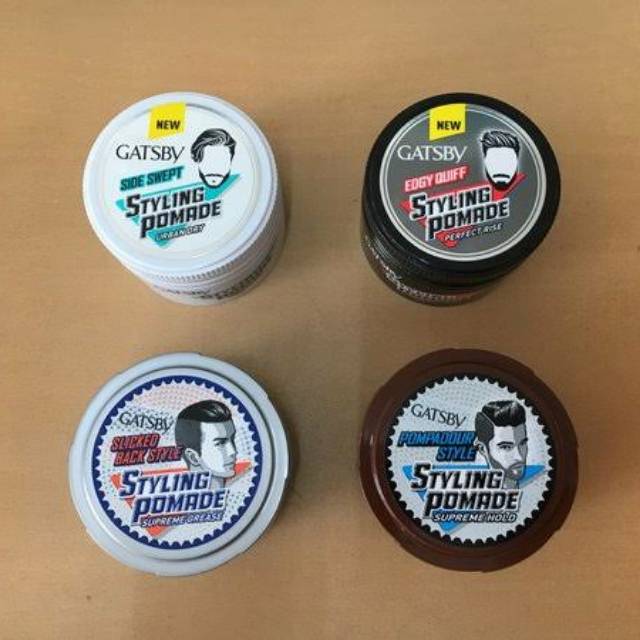 NEW
GATSBY
SIDE SWEPT
STYLING
POMADE
URBAN DRY
NEW
GATSBY
EDGY QUIFF
STYLING
POMADE
PERFECT RISE
GATSBY
SLICKED
BACK STYLE
STYLING
POMADE
SUPREME GREASE
GATSBY
POMPADOUR
STYLE
STYLING
POMADE
SUPREME HOLD